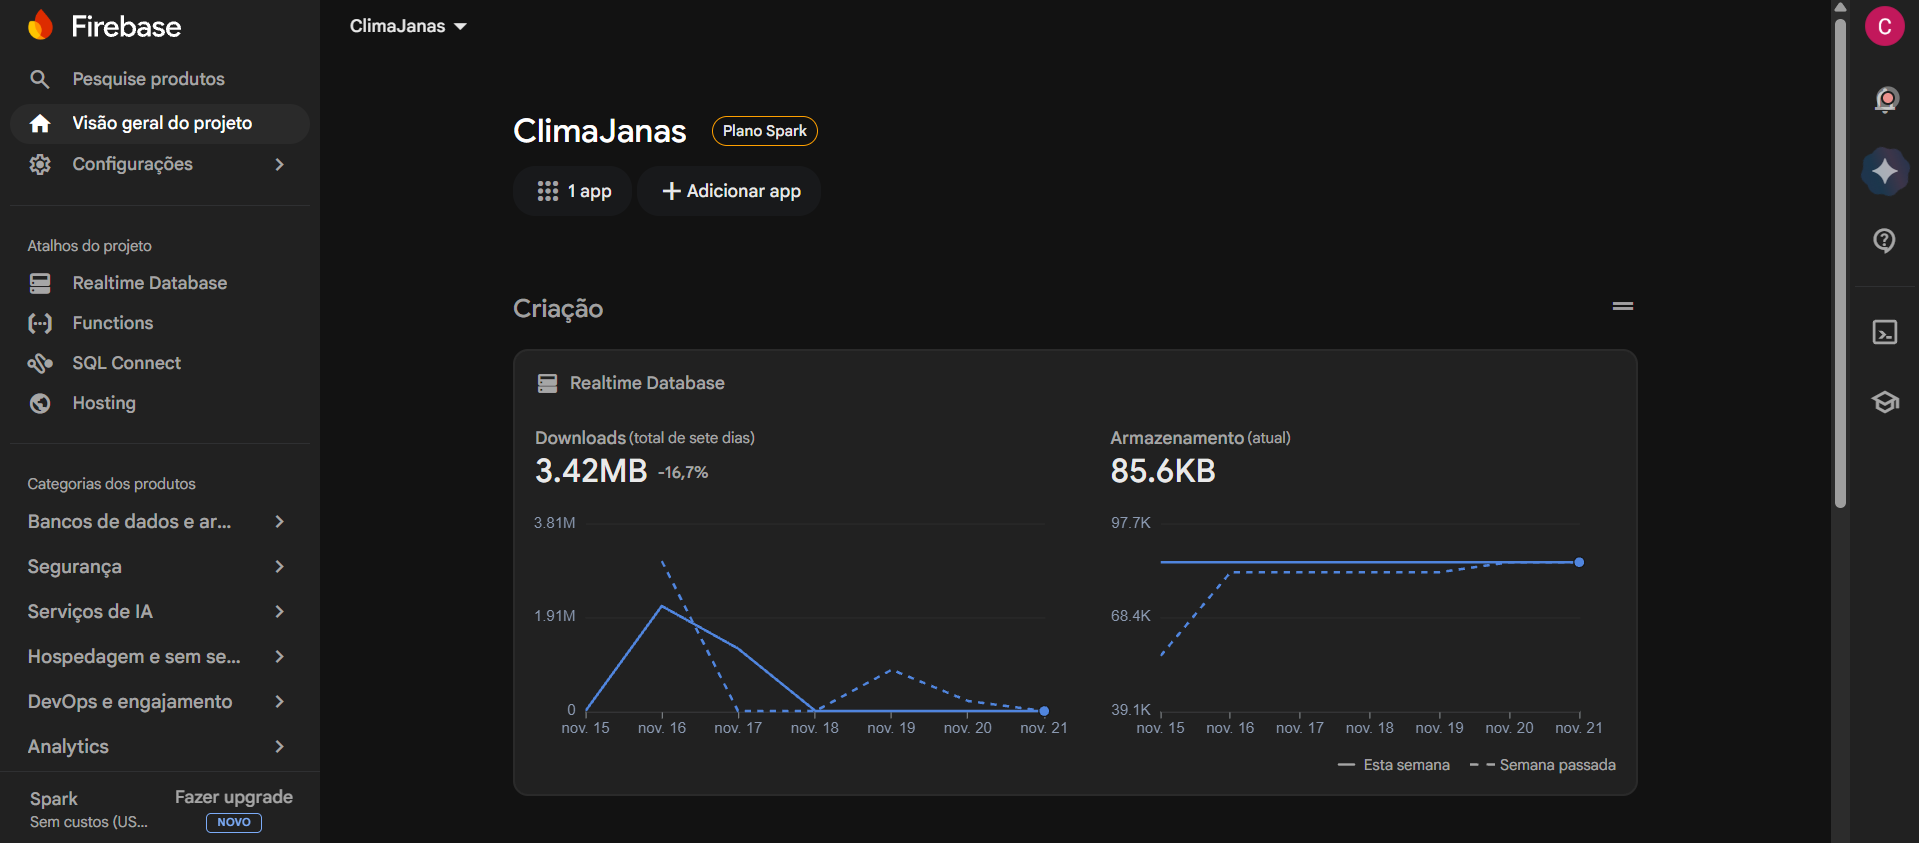 Firebase
Pesquise produtos
Visão geral do projeto
Configurações
Atalhos do projeto
Realtime Database
Functions
SQL Connect
Hosting
Categorias dos produtos
Bancos de dados e ar...
Segurança
Serviços de IA
Hospedagem e sem se...
DevOps e engajamento
Analytics
Spark
Sem custos (US...
Fazer upgrade
NOVO
ClimaJanas
ClimaJanas
Plano Spark
1 app
Adicionar app
Criação
Realtime Database
Downloads (total de sete dias)
3.42MB -16,7%
3.81M
1.91M
0
nov. 15 nov. 16 nov. 17 nov. 18 nov. 19 nov. 20 nov. 21
Armazenamento (atual)
85.6KB
97.7K
68.4K
39.1K
nov. 15 nov. 16 nov. 17 nov. 18 nov. 19 nov. 20 nov. 21
Esta semana Semana passada
C